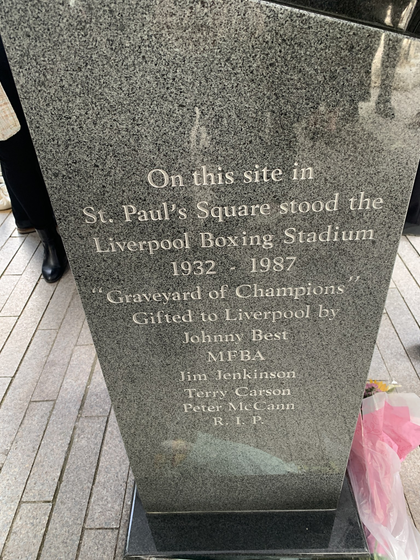 On this site in
St. Paul's Square stood the
Liverpool Boxing Stadium
1932 - 1987
"Graveyard of Champions"
Gifted to Liverpool by
Johnny Best
MFBA
Jim Jenkinson
Terry Carson
Peter McCann
R. I. P.